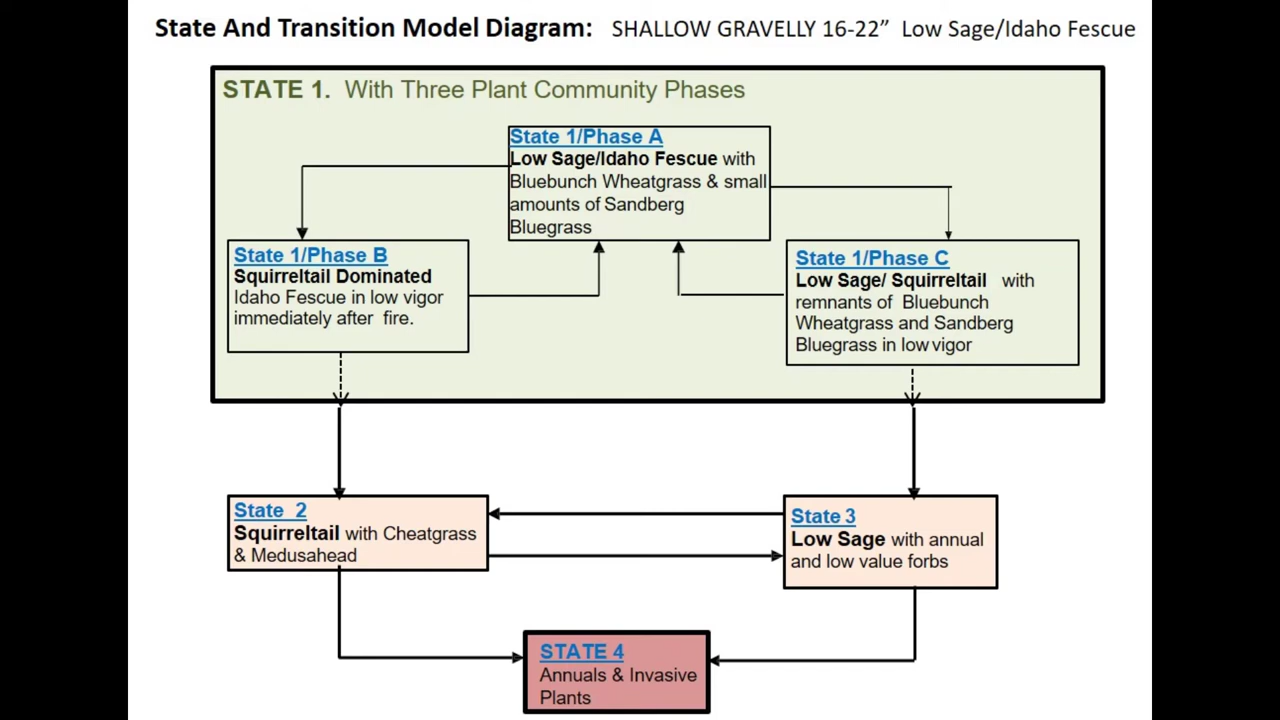 State And Transition Model Diagram: SHALLOW GRAVELLY 16-22” Low Sage/Idaho Fescue
STATE 1. With Three Plant Community Phases
State 1/Phase A
Low Sage/Idaho Fescue with
Bluebunch Wheatgrass & small
amounts of Sandberg
Bluegrass
State 1/Phase B
Squirreltail Dominated
Idaho Fescue in low vigor
immediately after fire.
State 1/Phase C
Low Sage/ Squirreltail with
remnants of Bluebunch
Wheatgrass and Sandberg
Bluegrass in low vigor
State 2
Squirreltail with Cheatgrass
& Medusahead
State 3
Low Sage with annual
and low value forbs
STATE 4
Annuals & Invasive
Plants